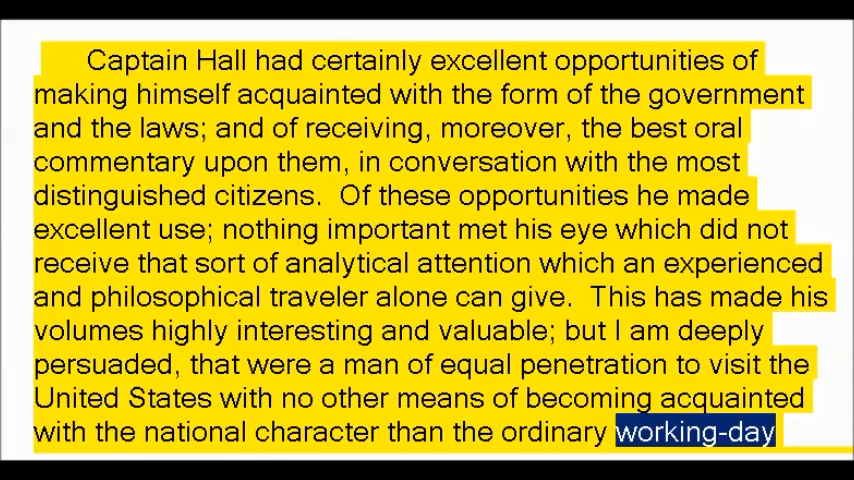 Captain Hall had certainly excellent opportunities of
making himself acquainted with the form of the government
and the laws; and of receiving, moreover, the best oral
commentary upon them, in conversation with the most
distinguished citizens.  Of these opportunities he made
excellent use; nothing important met his eye which did not
receive that sort of analytical attention which an experienced
and philosophical traveler alone can give.  This has made his
volumes highly interesting and valuable; but I am deeply
persuaded, that were a man of equal penetration to visit the
United States with no other means of becoming acquainted
with the national character than the ordinary working-day